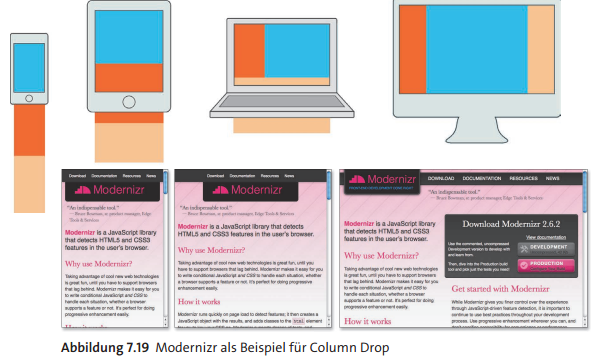 Download Documentation Resources News
Modernizr
"An indispensable tool."
— Bruce Bowman, sr. product manager, Edge
Tools & Services
Modernizr is a JavaScript library
that detects HTML5 and CSS3
features in the user's browser.
Why use Modernizr?
Taking advantage of cool new web technologies
is great fun, until you have to support browsers
that lag behind. Modernizr makes it easy for you
to write conditional JavaScript and CSS to
handle each situation, whether a browser
supports a feature or not. It's perfect for doing
progressive enhancement easily.
How it works
Download Documentation Resources News
Modernizr
"An indispensable tool."
— Bruce Bowman, sr. product manager, Edge Tools & Services
Modernizr is a JavaScript library that detects
HTML5 and CSS3 features in the user's browser.
Why use Modernizr?
Taking advantage of cool new web technologies is great fun, until you
have to support browsers that lag behind. Modernizr makes it easy for you
to write conditional JavaScript and CSS to handle each situation, whether
a browser supports a feature or not. It's perfect for doing progressive
enhancement easily.
How it works
Modernizr runs quickly on page load to detect features; it then creates a
JavaScript object with the results, and adds classes to the html element
Modernizr
DOWNLOAD DOCUMENTATION RESOURCES NEWS
"An indispensable tool."
— Bruce Bowman, sr. product manager, Edge Tools & Services
Modernizr is a JavaScript library
that detects HTML5 and CSS3
features in the user's browser.
Why use Modernizr?
Taking advantage of cool new web technologies
is great fun, until you have to support browsers
that lag behind. Modernizr makes it easy for you
to write conditional JavaScript and CSS to
handle each situation, whether a browser
supports a feature or not. It's perfect for doing
progressive enhancement easily.
How it works
Download Modernizr 2.6.2
View documentation
Use the commented, uncompressed
Development version to develop with
and learn from.
DEVELOPMENT
Then, dive into the Production build
tool and pick just the tests you need!
PRODUCTION
Get started with Modernizr
While Modernizr gives you finer control over the experience
through JavaScript-driven feature detection, it is important to
continue to use best practices throughout your development
process. Use progressive enhancement wherever you can, and
Abbildung 7.19 Modernizr als Beispiel für Column Drop